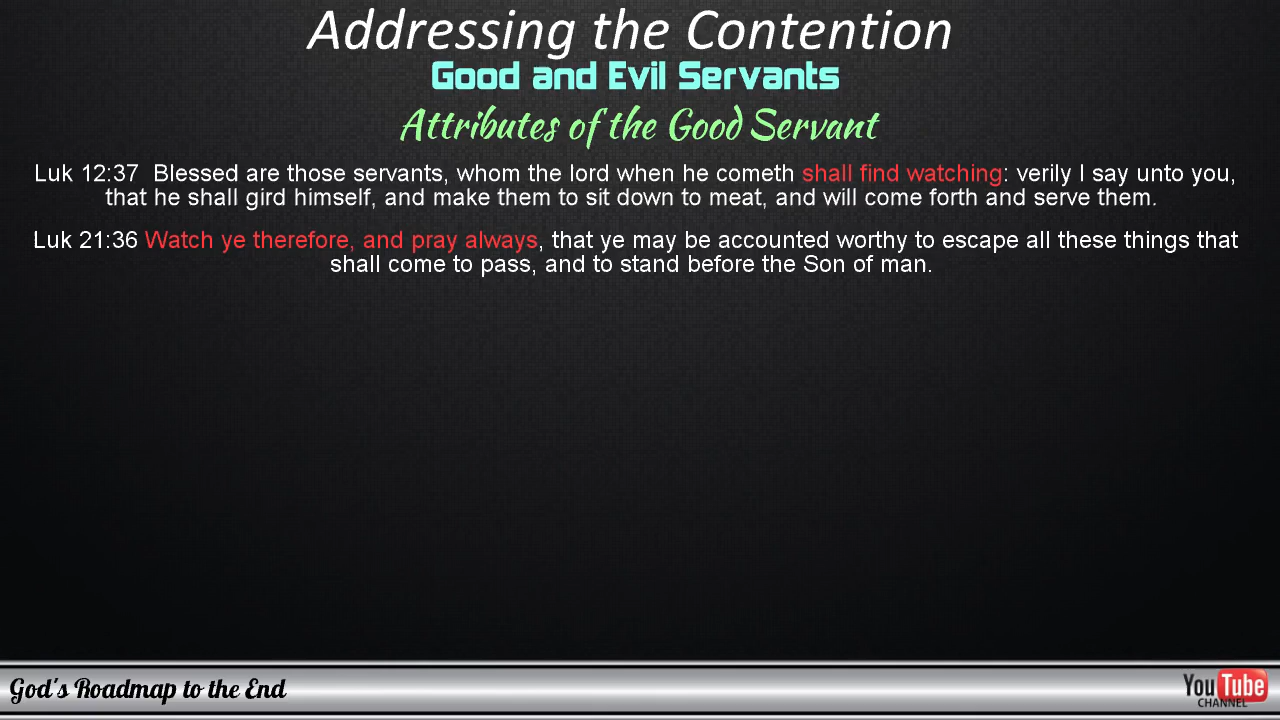 Addressing the Contention
Good and Evil Servants
Attributes of the Good Servant
Luk 12:37  Blessed are those servants, whom the lord when he cometh shall find watching: verily I say unto you,
that he shall gird himself, and make them to sit down to meat, and will come forth and serve them.
Luk 21:36 Watch ye therefore, and pray always, that ye may be accounted worthy to escape all these things that
shall come to pass, and to stand before the Son of man.
God's Roadmap to the End
YouTube
CHANNEL